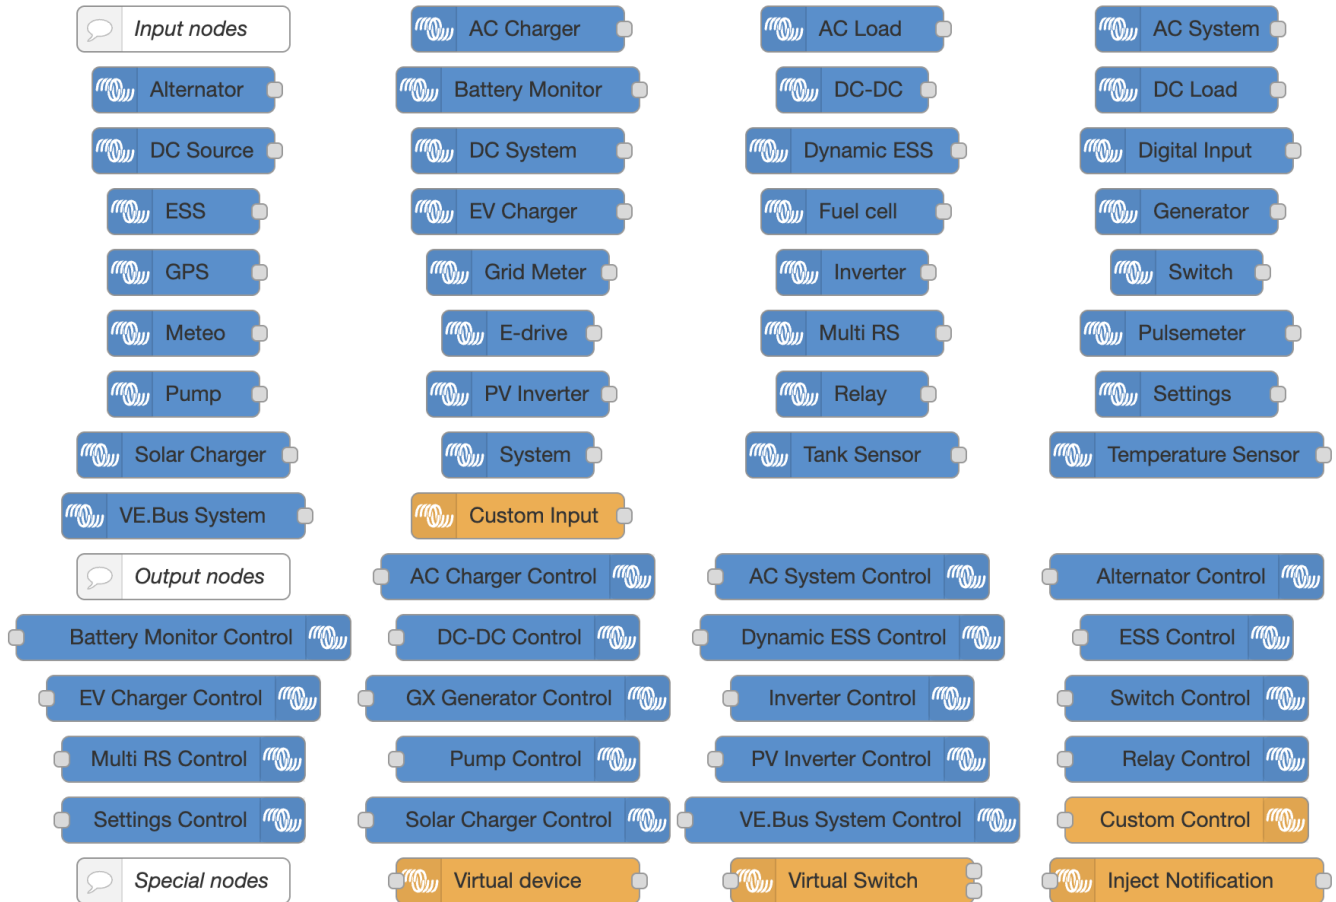 Input nodes
AC Charger
AC Load
AC System
Alternator
Battery Monitor
DC-DC
DC Load
DC Source
DC System
Dynamic ESS
Digital Input
ESS
EV Charger
Fuel cell
Generator
GPS
Grid Meter
Inverter
Switch
Meteo
E-drive
Multi RS
Pulsemeter
Pump
PV Inverter
Relay
Settings
Solar Charger
System
Tank Sensor
Temperature Sensor
VE.Bus System
Custom Input
Output nodes
AC Charger Control
AC System Control
Alternator Control
Battery Monitor Control
DC-DC Control
Dynamic ESS Control
ESS Control
EV Charger Control
GX Generator Control
Inverter Control
Switch Control
Multi RS Control
Pump Control
PV Inverter Control
Relay Control
Settings Control
Solar Charger Control
VE.Bus System Control
Custom Control
Special nodes
Virtual device
Virtual Switch
Inject Notification